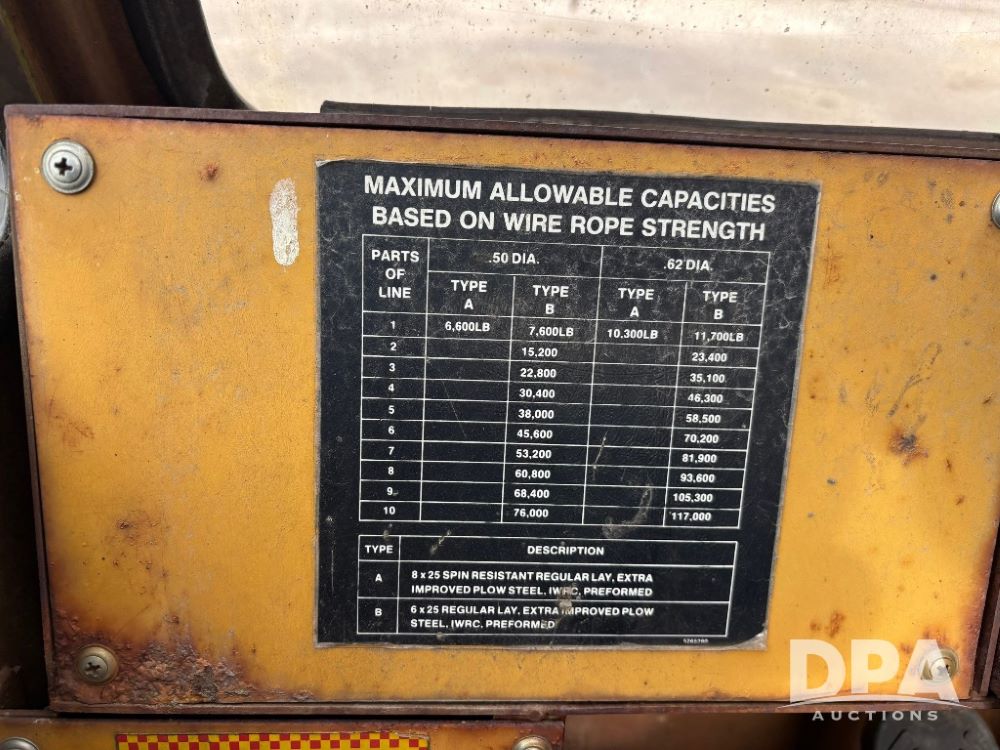 MAXIMUM ALLOWABLE CAPACITIES
BASED ON WIRE ROPE STRENGTH
PARTS OF LINE .50 DIA. .62 DIA.
TYPE A TYPE B TYPE A TYPE B
1 6,600LB 7,600LB 10.300LB 11,700LB
2 15,200 23,400
3 22,800 35,100
4 30,400 46,300
5 38,000 58,500
6 45,600 70,200
7 53,200 81,900
8 60,800 93,600
9 68,400 105,300
10 76,000 117,000
TYPE DESCRIPTION
A 8 x 25 SPIN RESISTANT REGULAR LAY, EXTRA
IMPROVED PLOW STEEL. IWRC, PREFORMED
B 6 x 25 REGULAR LAY, EXTRA IMPROVED PLOW
STEEL, IWRC, PREFORMED
DPA
AUCTIONS